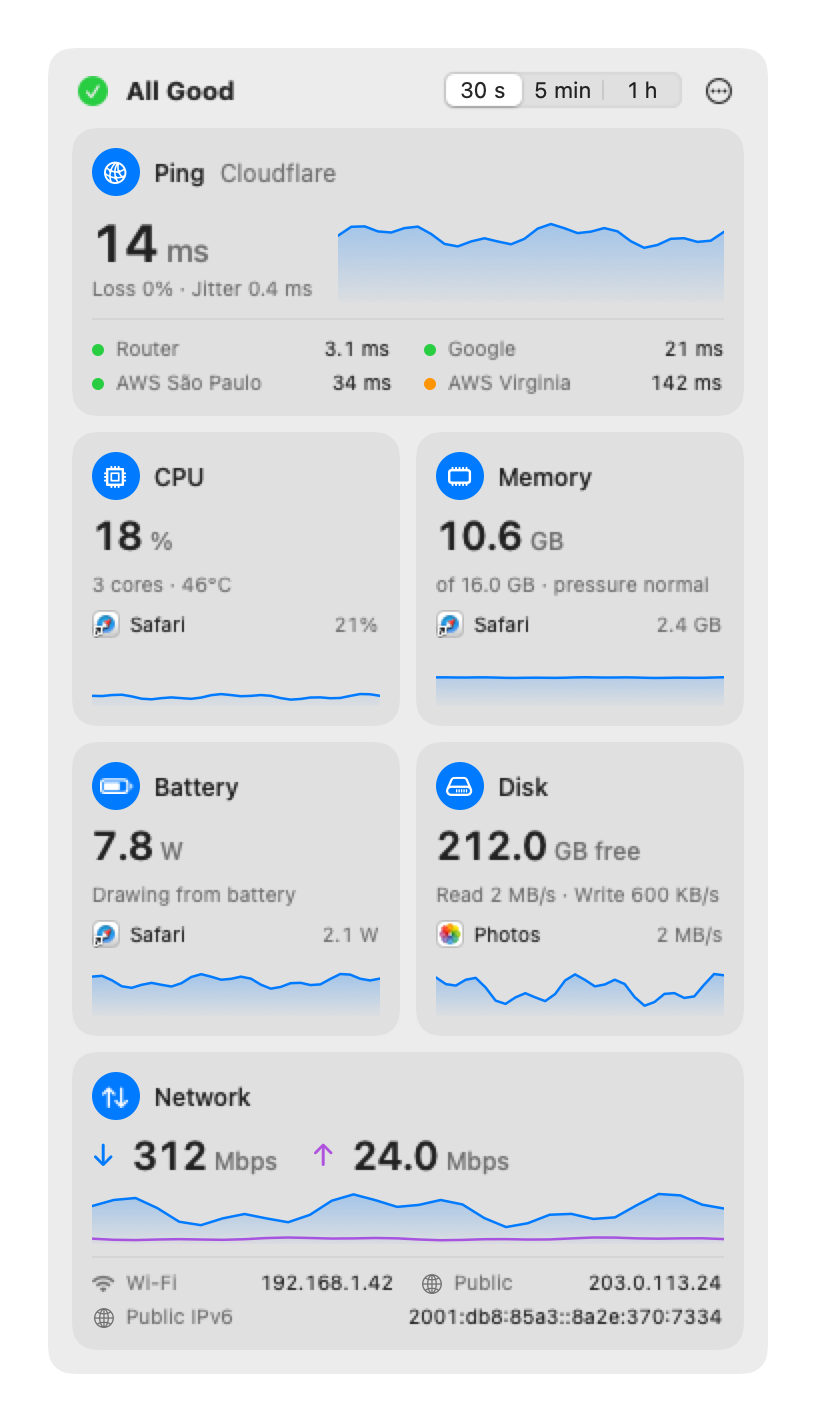 All Good
30 s 5 min 1 h
Ping Cloudflare
14 ms
Loss 0% · Jitter 0.4 ms
Router 3.1 ms Google 21 ms
AWS São Paulo 34 ms AWS Virginia 142 ms
CPU
18 %
3 cores · 46°C
Safari 21%
Memory
10.6 GB
of 16.0 GB · pressure normal
Safari 2.4 GB
Battery
7.8 W
Drawing from battery
Safari 2.1 W
Disk
212.0 GB free
Read 2 MB/s · Write 600 KB/s
Photos 2 MB/s
Network
↓ 312 Mbps ↑ 24.0 Mbps
Wi-Fi 192.168.1.42 Public 203.0.113.24
Public IPv6 2001:db8:85a3::8a2e:370:7334